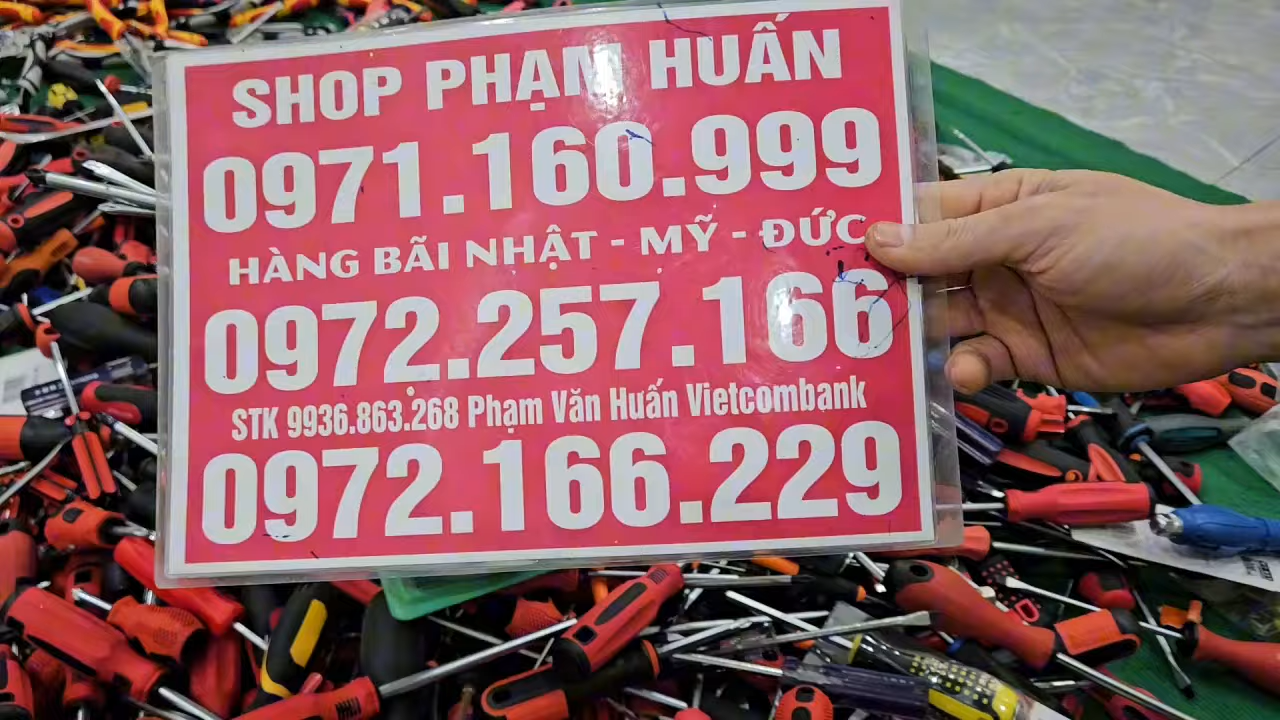 SHOP PHẠM HUẤN
0971.160.999
HÀNG BÃI NHẬT - MỸ - ĐỨC
0972.257.166
STK 9936.863.268 Phạm Văn Huấn Vietcombank
0972.166.229